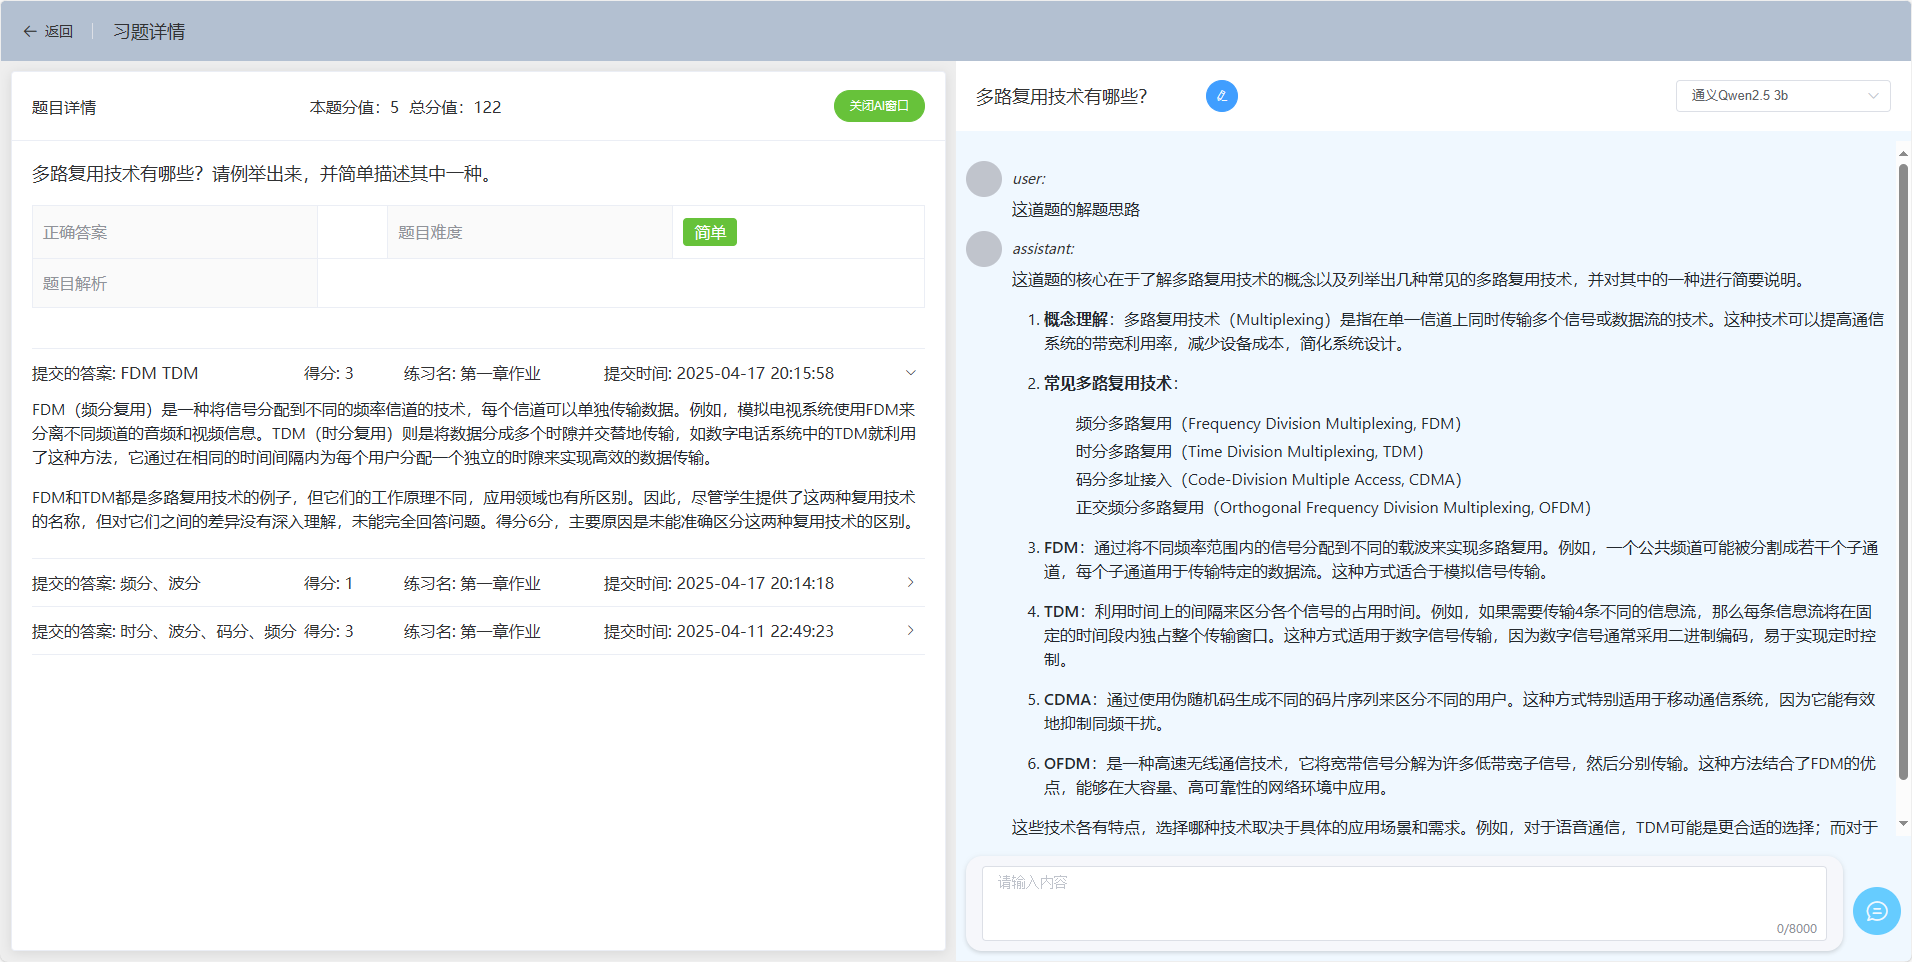 返回
习题详情
题目详情
本题分值：5 总分值：122
关闭AI窗口
多路复用技术有哪些？请例举出来，并简单描述其中一种。
正确答案
题目难度
简单
题目解析
提交的答案: FDM TDM
得分: 3
练习名: 第一章作业
提交时间: 2025-04-17 20:15:58
FDM（频分复用）是一种将信号分配到不同的频率信道的技术，每个信道可以单独传输数据。例如，模拟电视系统使用FDM来
分离不同频道的音频和视频信息。TDM（时分复用）则是将数据分成多个时隙并交替地传输，如数字电话系统中的TDM就利用
了这种方法，它通过在相同的时间间隔内为每个用户分配一个独立的时隙来实现高效的数据传输。
FDM和TDM都是多路复用技术的例子，但它们的工作原理不同，应用领域也有所区别。因此，尽管学生提供了这两种复用技术
的名称，但对它们之间的差异没有深入理解，未能完全回答问题。得分6分，主要原因是未能准确区分这两种复用技术的区别。
提交的答案: 频分、波分
得分: 1
练习名: 第一章作业
提交时间: 2025-04-17 20:14:18
提交的答案: 时分、波分、码分、频分
得分: 3
练习名: 第一章作业
提交时间: 2025-04-11 22:49:23
多路复用技术有哪些？
通义Qwen2.5 3b
user:
这道题的解题思路
assistant:
这道题的核心在于了解多路复用技术的概念以及列举出几种常见的多路复用技术，并对其中的一种进行简要说明。
1. 概念理解：多路复用技术（Multiplexing）是指在单一信道上同时传输多个信号或数据流的技术。这种技术可以提高通信
系统的带宽利用率，减少设备成本，简化系统设计。
2. 常见多路复用技术：
频分多路复用（Frequency Division Multiplexing, FDM）
时分多路复用（Time Division Multiplexing, TDM）
码分多址接入（Code-Division Multiple Access, CDMA）
正交频分多路复用（Orthogonal Frequency Division Multiplexing, OFDM）
3. FDM：通过将不同频率范围内的信号分配到不同的载波来实现多路复用。例如，一个公共频道可能被分割成若干个子通
道，每个子通道用于传输特定的数据流。这种方式适合于模拟信号传输。
4. TDM：利用时间上的间隔来区分各个信号的占用时间。例如，如果需要传输4条不同的信息流，那么每条信息流将在固
定的时间段内独占整个传输窗口。这种方式适用于数字信号传输，因为数字信号通常采用二进制编码，易于实现定时控
制。
5. CDMA：通过使用伪随机码生成不同的码片序列来区分不同的用户。这种方式特别适用于移动通信系统，因为它能有效
地抑制同频干扰。
6. OFDM：是一种高速无线通信技术，它将宽带信号分解为许多低带宽子信号，然后分别传输。这种方法结合了FDM的优
点，能够在大容量、高可靠性的网络环境中应用。
这些技术各有特点，选择哪种技术取决于具体的应用场景和需求。例如，对于语音通信，TDM可能是更合适的选择；而对于
请输入内容
0/8000